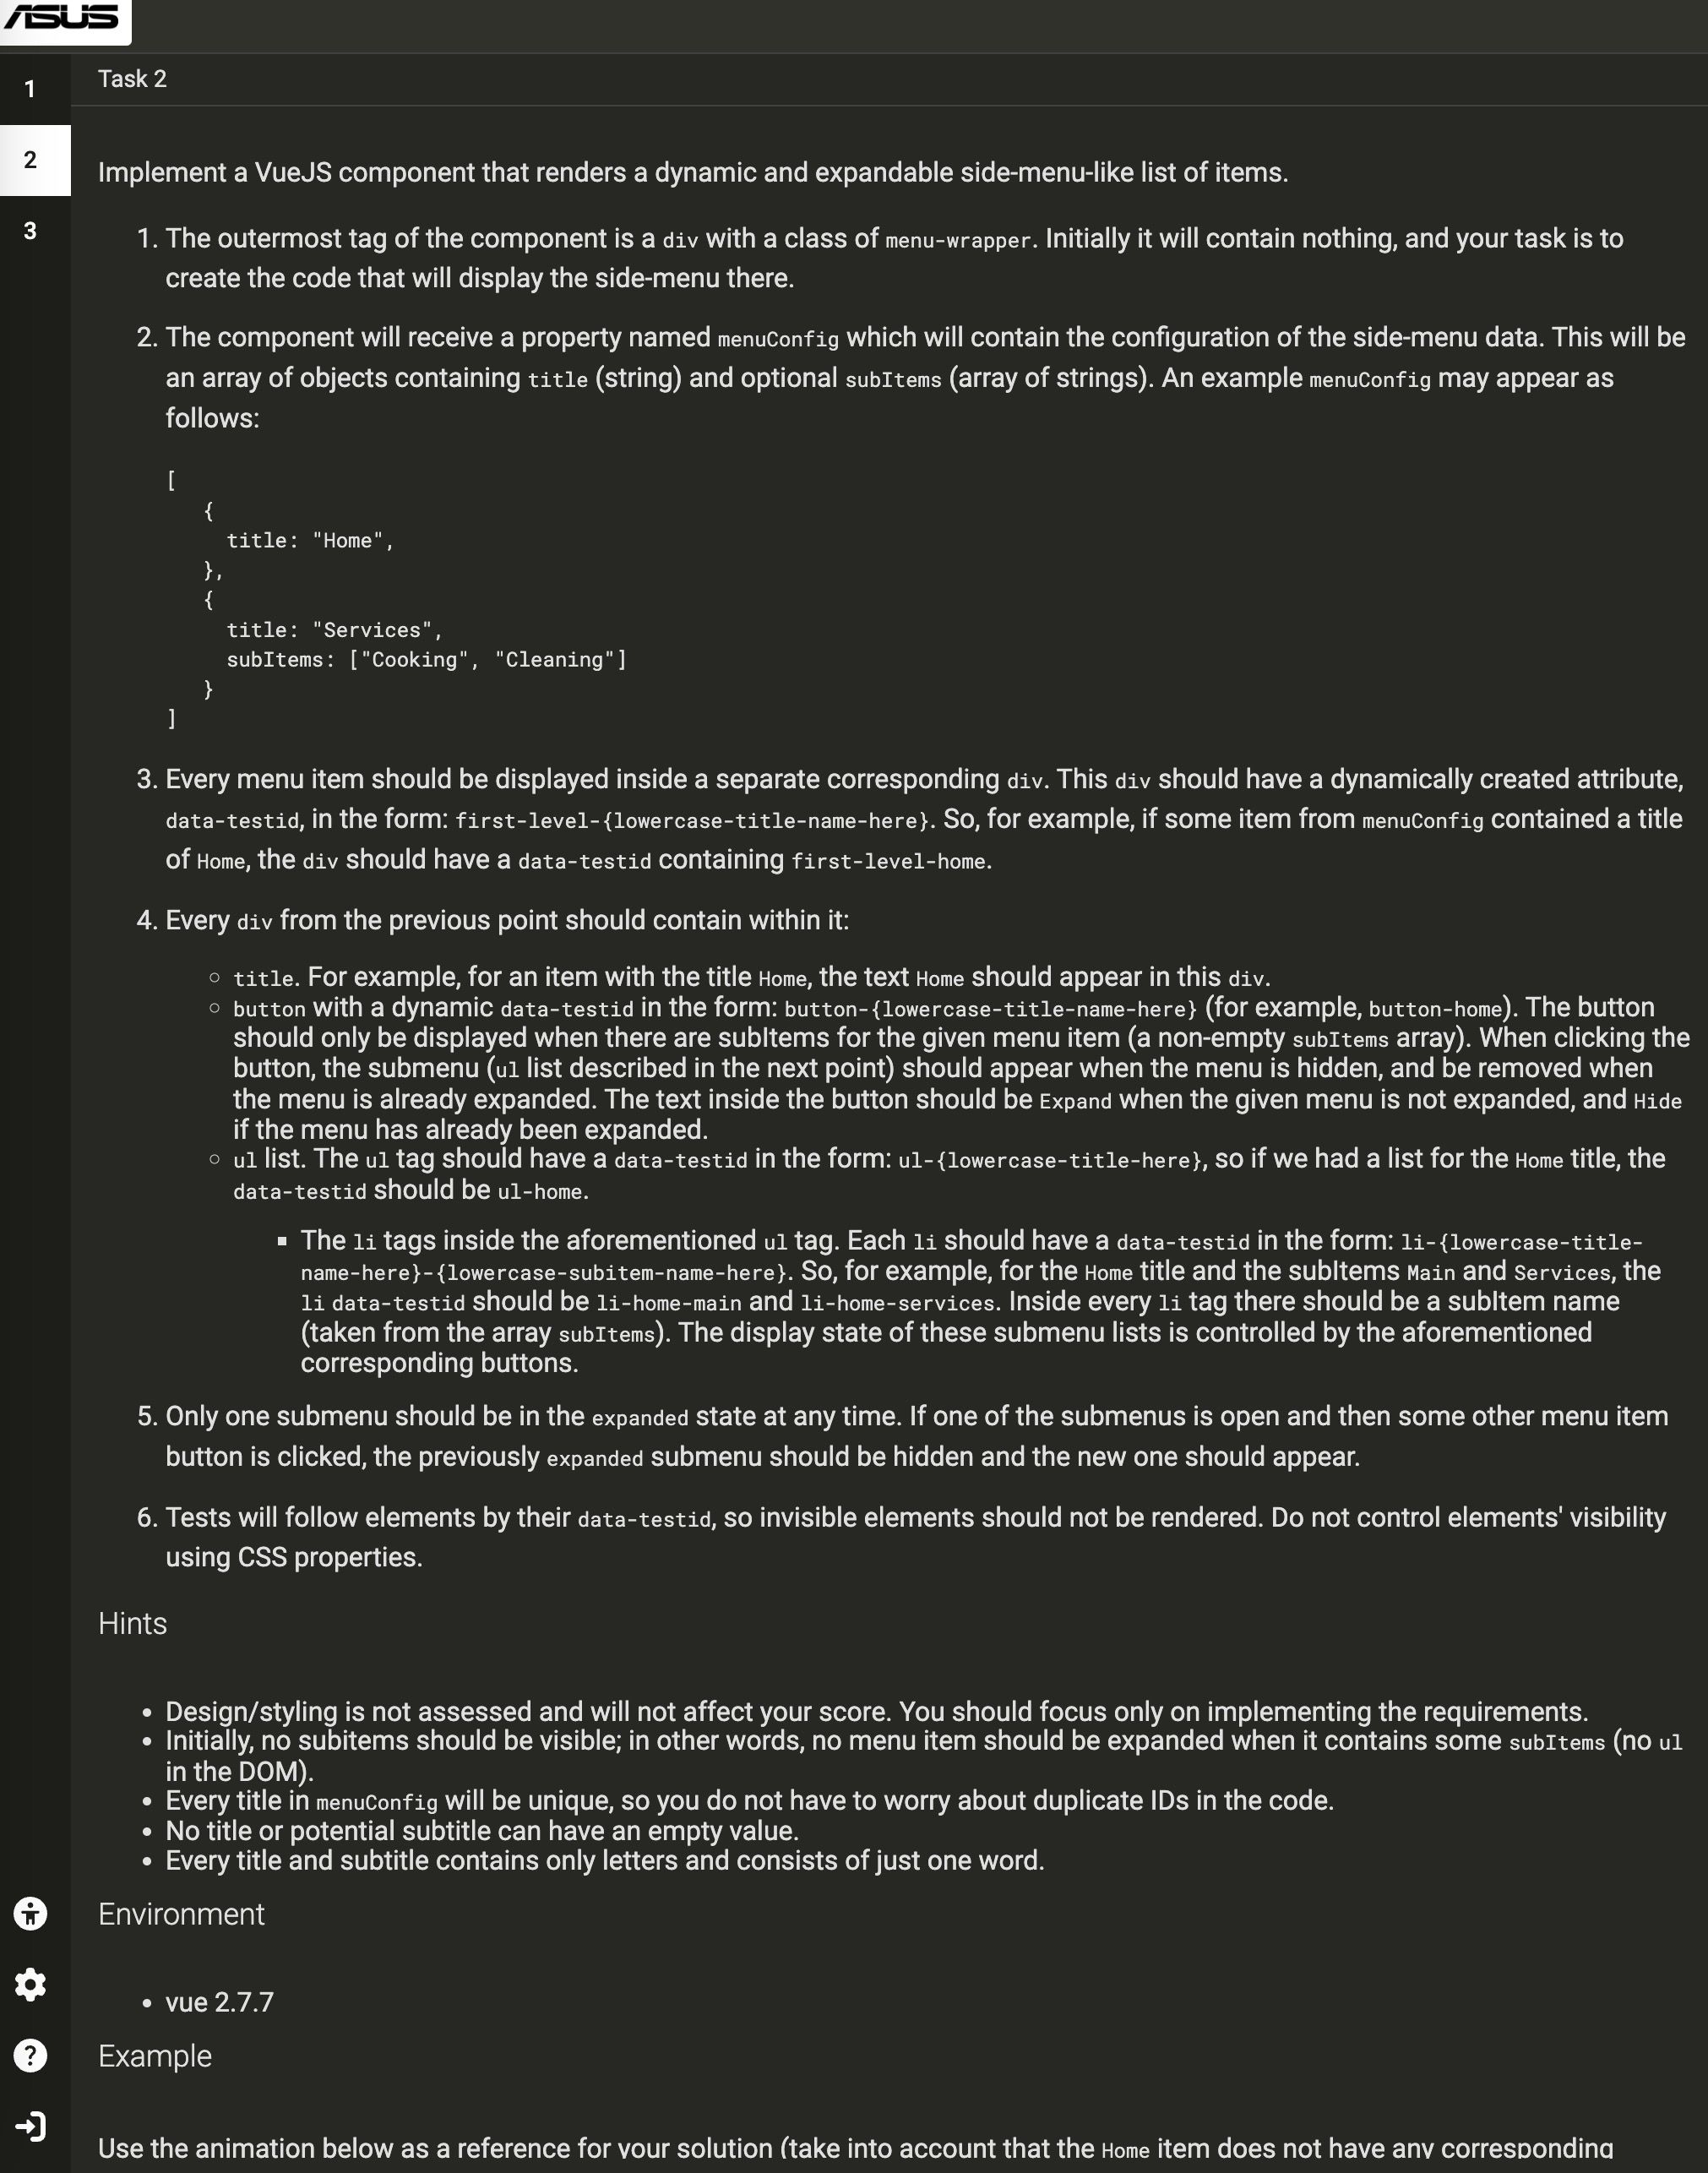 ASUS
1
Task 2
2
3
Implement a VueJS component that renders a dynamic and expandable side-menu-like list of items.
1. The outermost tag of the component is a div with a class of menu-wrapper. Initially it will contain nothing, and your task is to
create the code that will display the side-menu there.
2. The component will receive a property named menuConfig which will contain the configuration of the side-menu data. This will be
an array of objects containing title (string) and optional subItems (array of strings). An example menuConfig may appear as
follows:
[
{
title: "Home",
},
{
title: "Services",
subItems: ["Cooking", "Cleaning"]
}
]
3. Every menu item should be displayed inside a separate corresponding div. This div should have a dynamically created attribute,
data-testid, in the form: first-level-{lowercase-title-name-here}. So, for example, if some item from menuConfig contained a title
of Home, the div should have a data-testid containing first-level-home.
4. Every div from the previous point should contain within it:
title. For example, for an item with the title Home, the text Home should appear in this div.
button with a dynamic data-testid in the form: button-{lowercase-title-name-here} (for example, button-home). The button
should only be displayed when there are subItems for the given menu item (a non-empty subItems array). When clicking the
button, the submenu (ul list described in the next point) should appear when the menu is hidden, and be removed when
the menu is already expanded. The text inside the button should be Expand when the given menu is not expanded, and Hide
if the menu has already been expanded.
ul list. The ul tag should have a data-testid in the form: ul-{lowercase-title-here}, so if we had a list for the Home title, the
data-testid should be ul-home.
The li tags inside the aforementioned ul tag. Each li should have a data-testid in the form: li-{lowercase-title-
name-here}-{lowercase-subitem-name-here}. So, for example, for the Home title and the subItems Main and Services, the
li data-testid should be li-home-main and li-home-services. Inside every li tag there should be a subItem name
(taken from the array subItems). The display state of these submenu lists is controlled by the aforementioned
corresponding buttons.
5. Only one submenu should be in the expanded state at any time. If one of the submenus is open and then some other menu item
button is clicked, the previously expanded submenu should be hidden and the new one should appear.
6. Tests will follow elements by their data-testid, so invisible elements should not be rendered. Do not control elements' visibility
using CSS properties.
Hints
Design/styling is not assessed and will not affect your score. You should focus only on implementing the requirements.
Initially, no subitems should be visible; in other words, no menu item should be expanded when it contains some subItems (no ul
in the DOM).
Every title in menuConfig will be unique, so you do not have to worry about duplicate IDs in the code.
No title or potential subtitle can have an empty value.
Every title and subtitle contains only letters and consists of just one word.
Environment
vue 2.7.7
?
Example
Use the animation below as a reference for your solution (take into account that the Home item does not have any corresponding